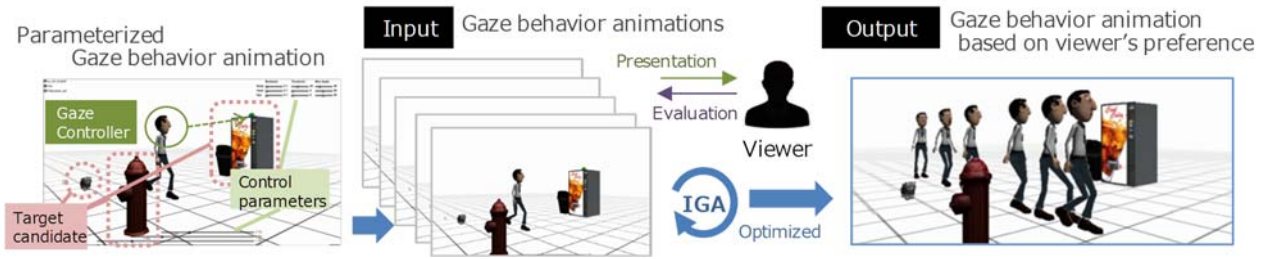 Parameterized
Gaze behavior animation
Gaze
Controller
Control
parameters
Target
candidate
Input
Gaze behavior animations
Presentation
Evaluation
Viewer
IGA
Optimized
Output
Gaze behavior animation
based on viewer's preference